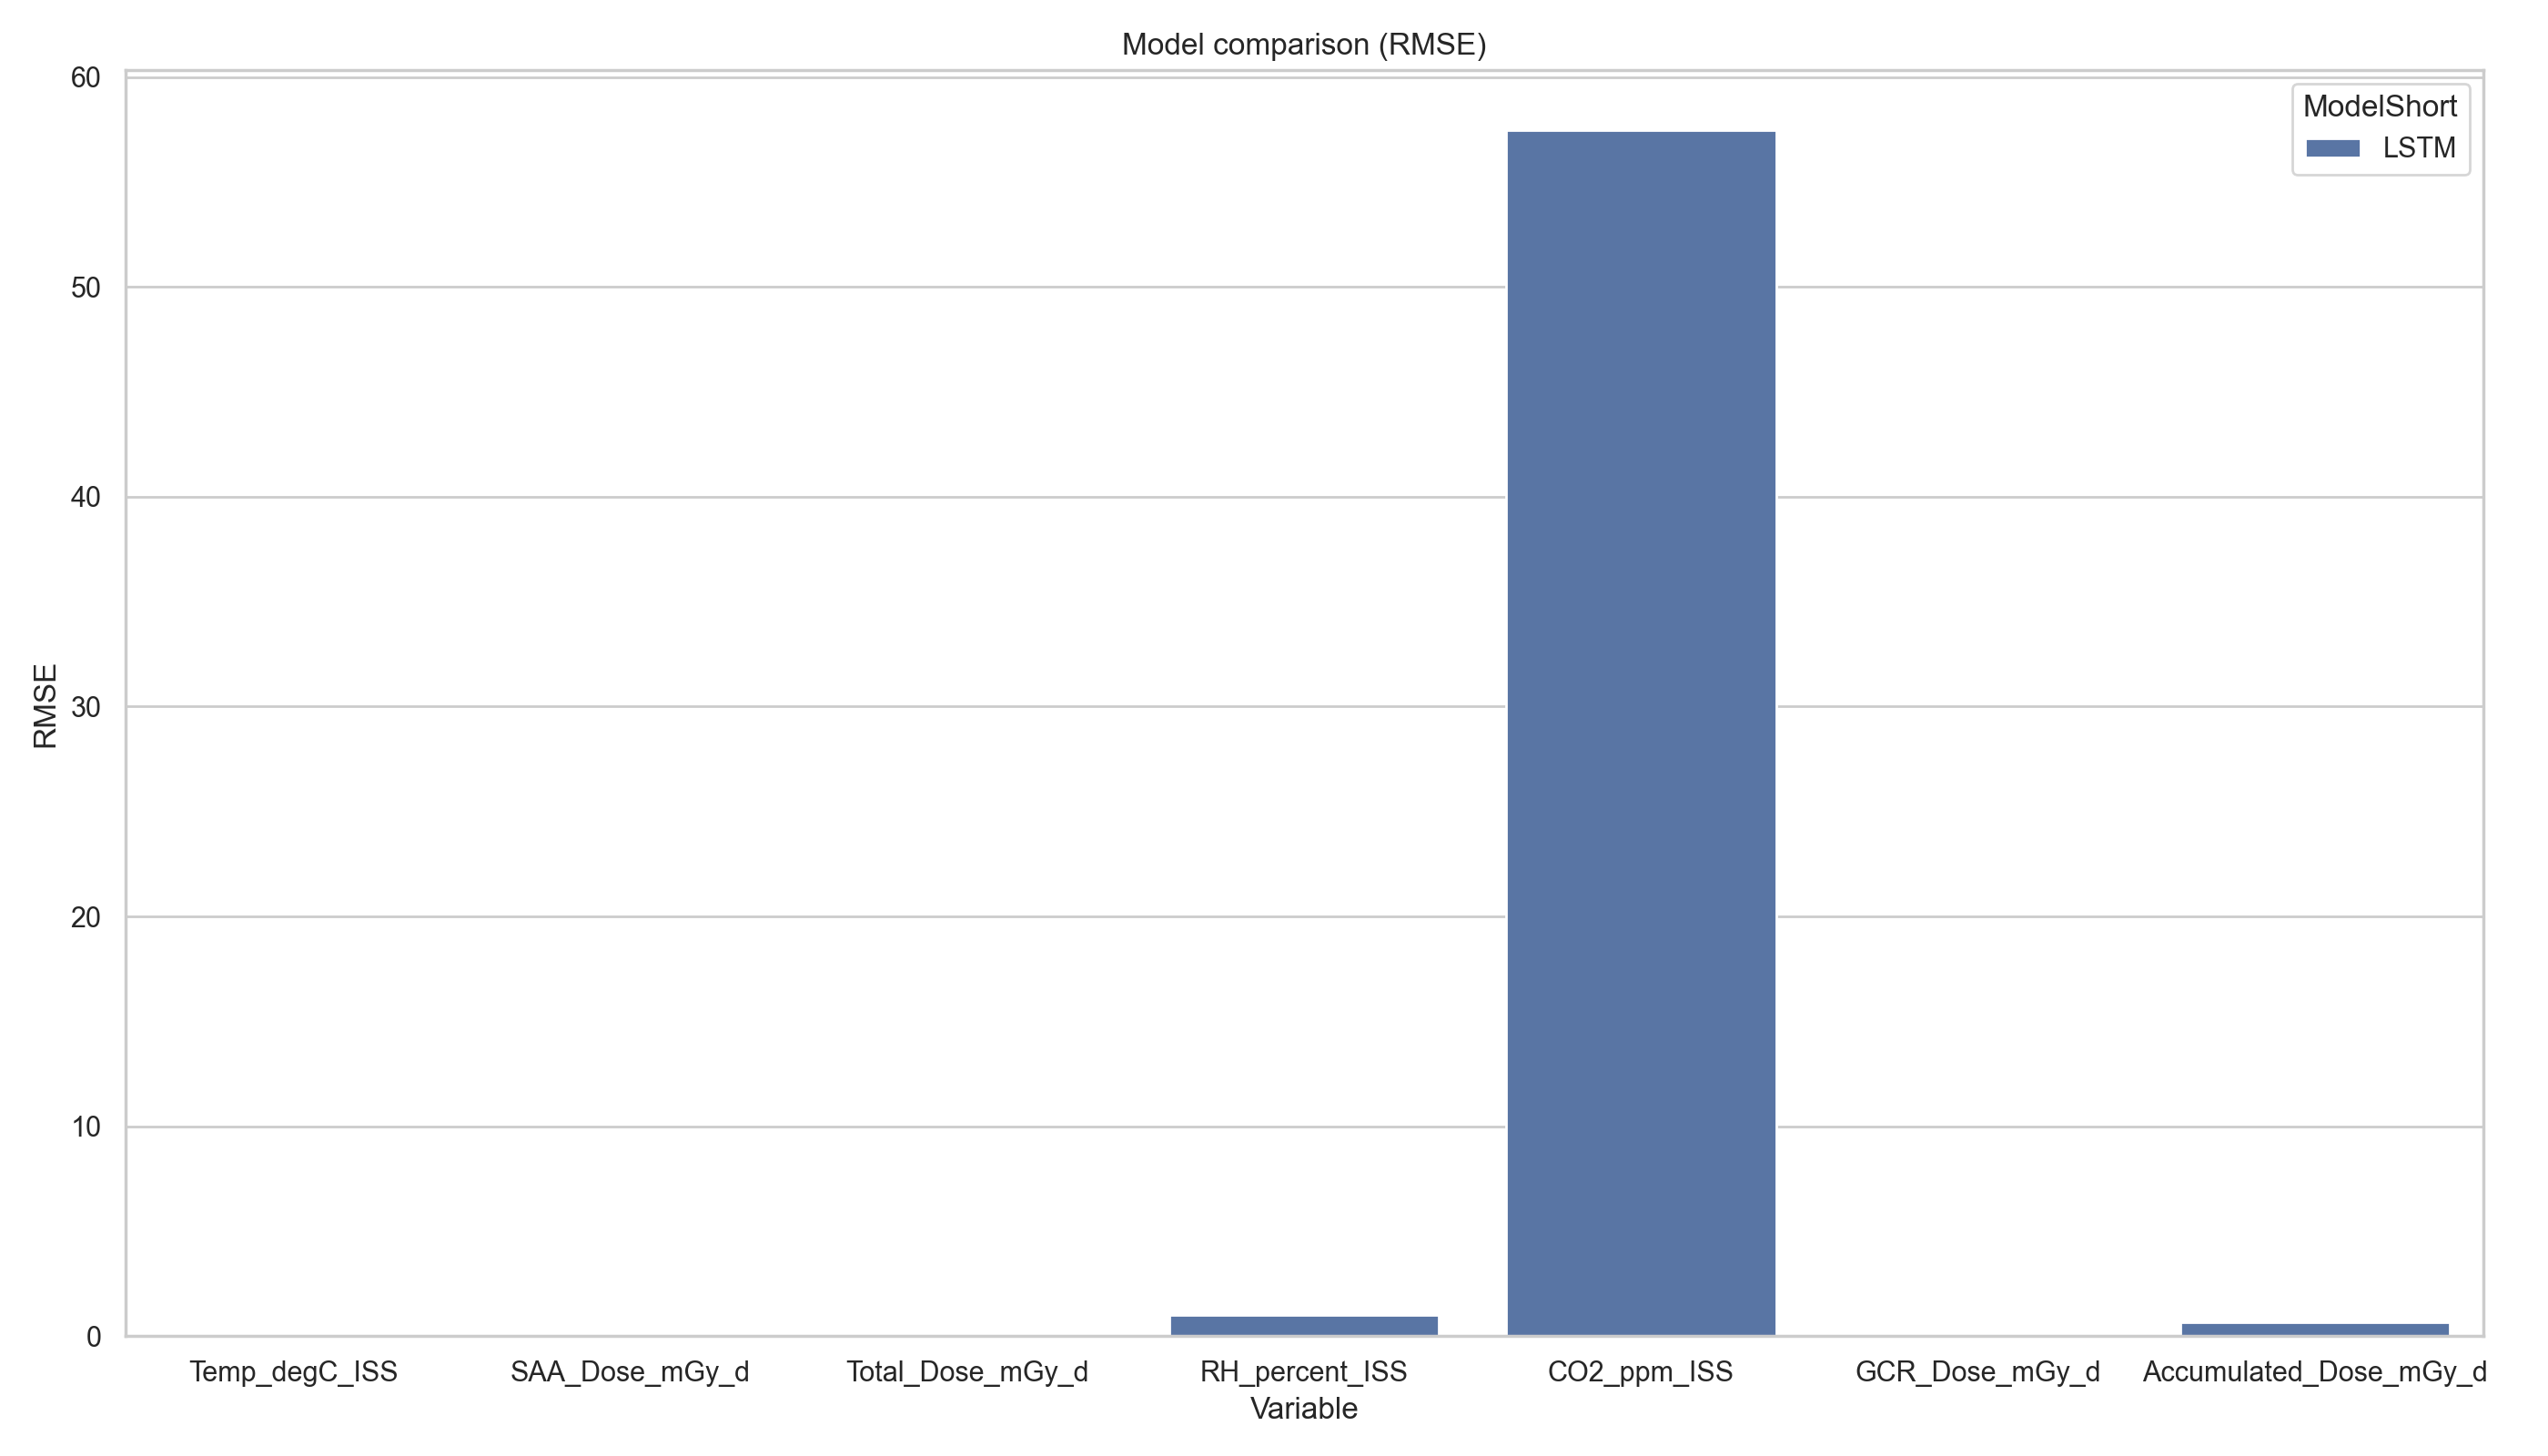 Model comparison (RMSE)
60
50
40
30
20
10
0
RMSE
ModelShort
LSTM
Temp_degC_ISS
SAA_Dose_mGy_d
Total_Dose_mGy_d
RH_percent_ISS
CO2_ppm_ISS
GCR_Dose_mGy_d
Accumulated_Dose_mGy_d
Variable